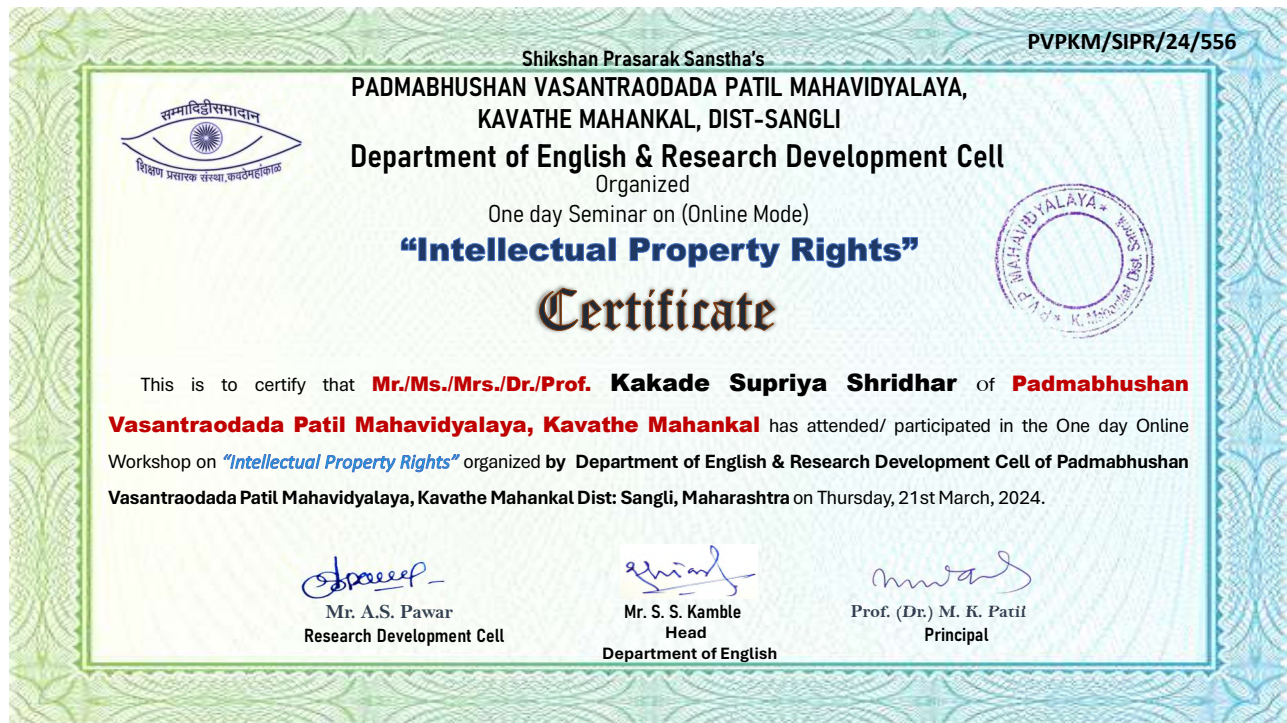 PVPKM/SIPR/24/556
Shikshan Prasarak Sanstha's
PADMABHUSHAN VASANTRAODADA PATIL MAHAVIDYALAYA,
KAVATHE MAHANKAL, DIST-SANGLI
Department of English & Research Development Cell
Organized
One day Seminar on (Online Mode)
"Intellectual Property Rights"
Certificate
सम्मादिट्ठीसमादान
शिक्षण प्रसारक संस्था,कवठेमहांकाळ
P.V.P. MAHAVIDYALAYA * K. Mahankal Dist. Sangli *
This is to certify that Mr./Ms./Mrs./Dr./Prof. Kakade Supriya Shridhar of Padmabhushan
Vasantraodada Patil Mahavidyalaya, Kavathe Mahankal has attended/ participated in the One day Online
Workshop on "Intellectual Property Rights" organized by Department of English & Research Development Cell of Padmabhushan
Vasantraodada Patil Mahavidyalaya, Kavathe Mahankal Dist: Sangli, Maharashtra on Thursday, 21st March, 2024.
Mr. A.S. Pawar
Research Development Cell
Mr. S. S. Kamble
Head
Department of English
Prof. (Dr.) M. K. Patil
Principal